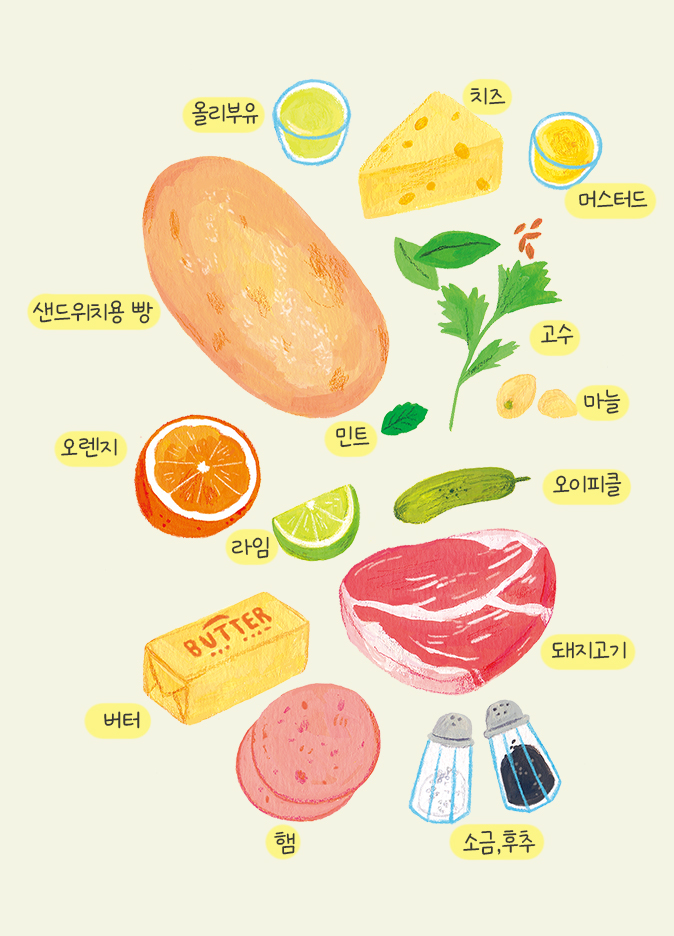 올리부유
치즈
머스터드
샌드위치용 빵
고수
마늘
민트
오렌지
오이피클
라임
BUTTER
돼지고기
버터
햄
소금,후추